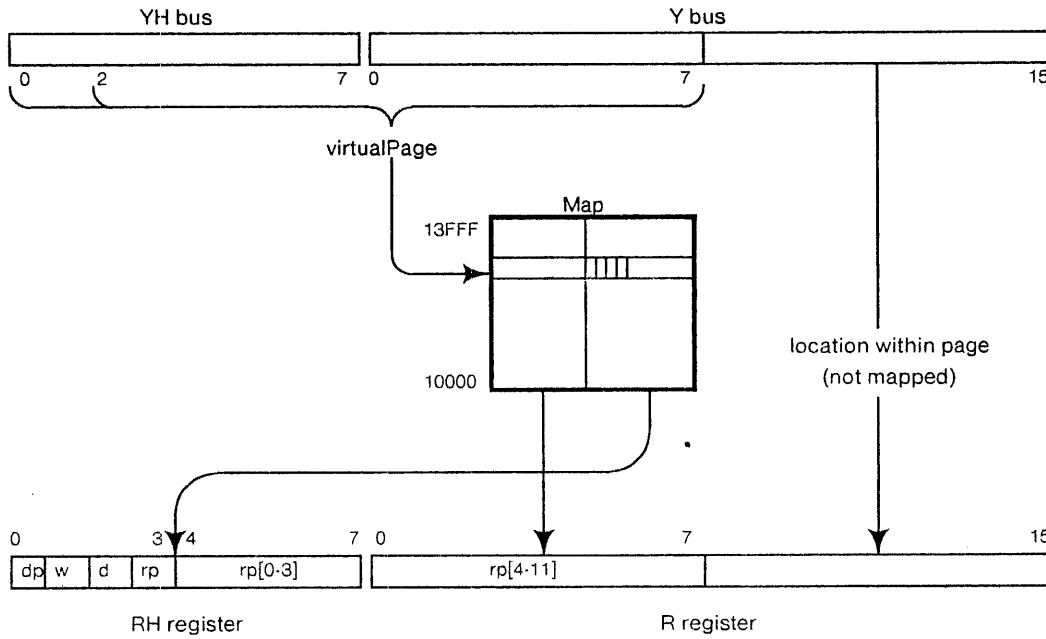 YH bus Y bus
0 2 7 0 7 15
virtualPage
Map
13FFF
location within page
(not mapped)
10000
0 3 4 7 0 7 15
dp w d rp rp[0-3] rp[4-11]
RH register R register